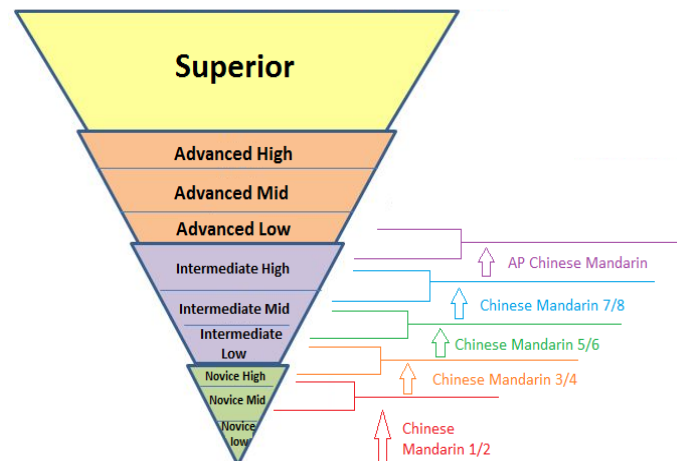 Superior
Advanced High
Advanced Mid
Advanced Low
Intermediate High
Intermediate Mid
Intermediate
Low
Novice High
Novice Mid
Novice
low
AP Chinese Mandarin
Chinese Mandarin 7/8
Chinese Mandarin 5/6
Chinese Mandarin 3/4
Chinese
Mandarin 1/2